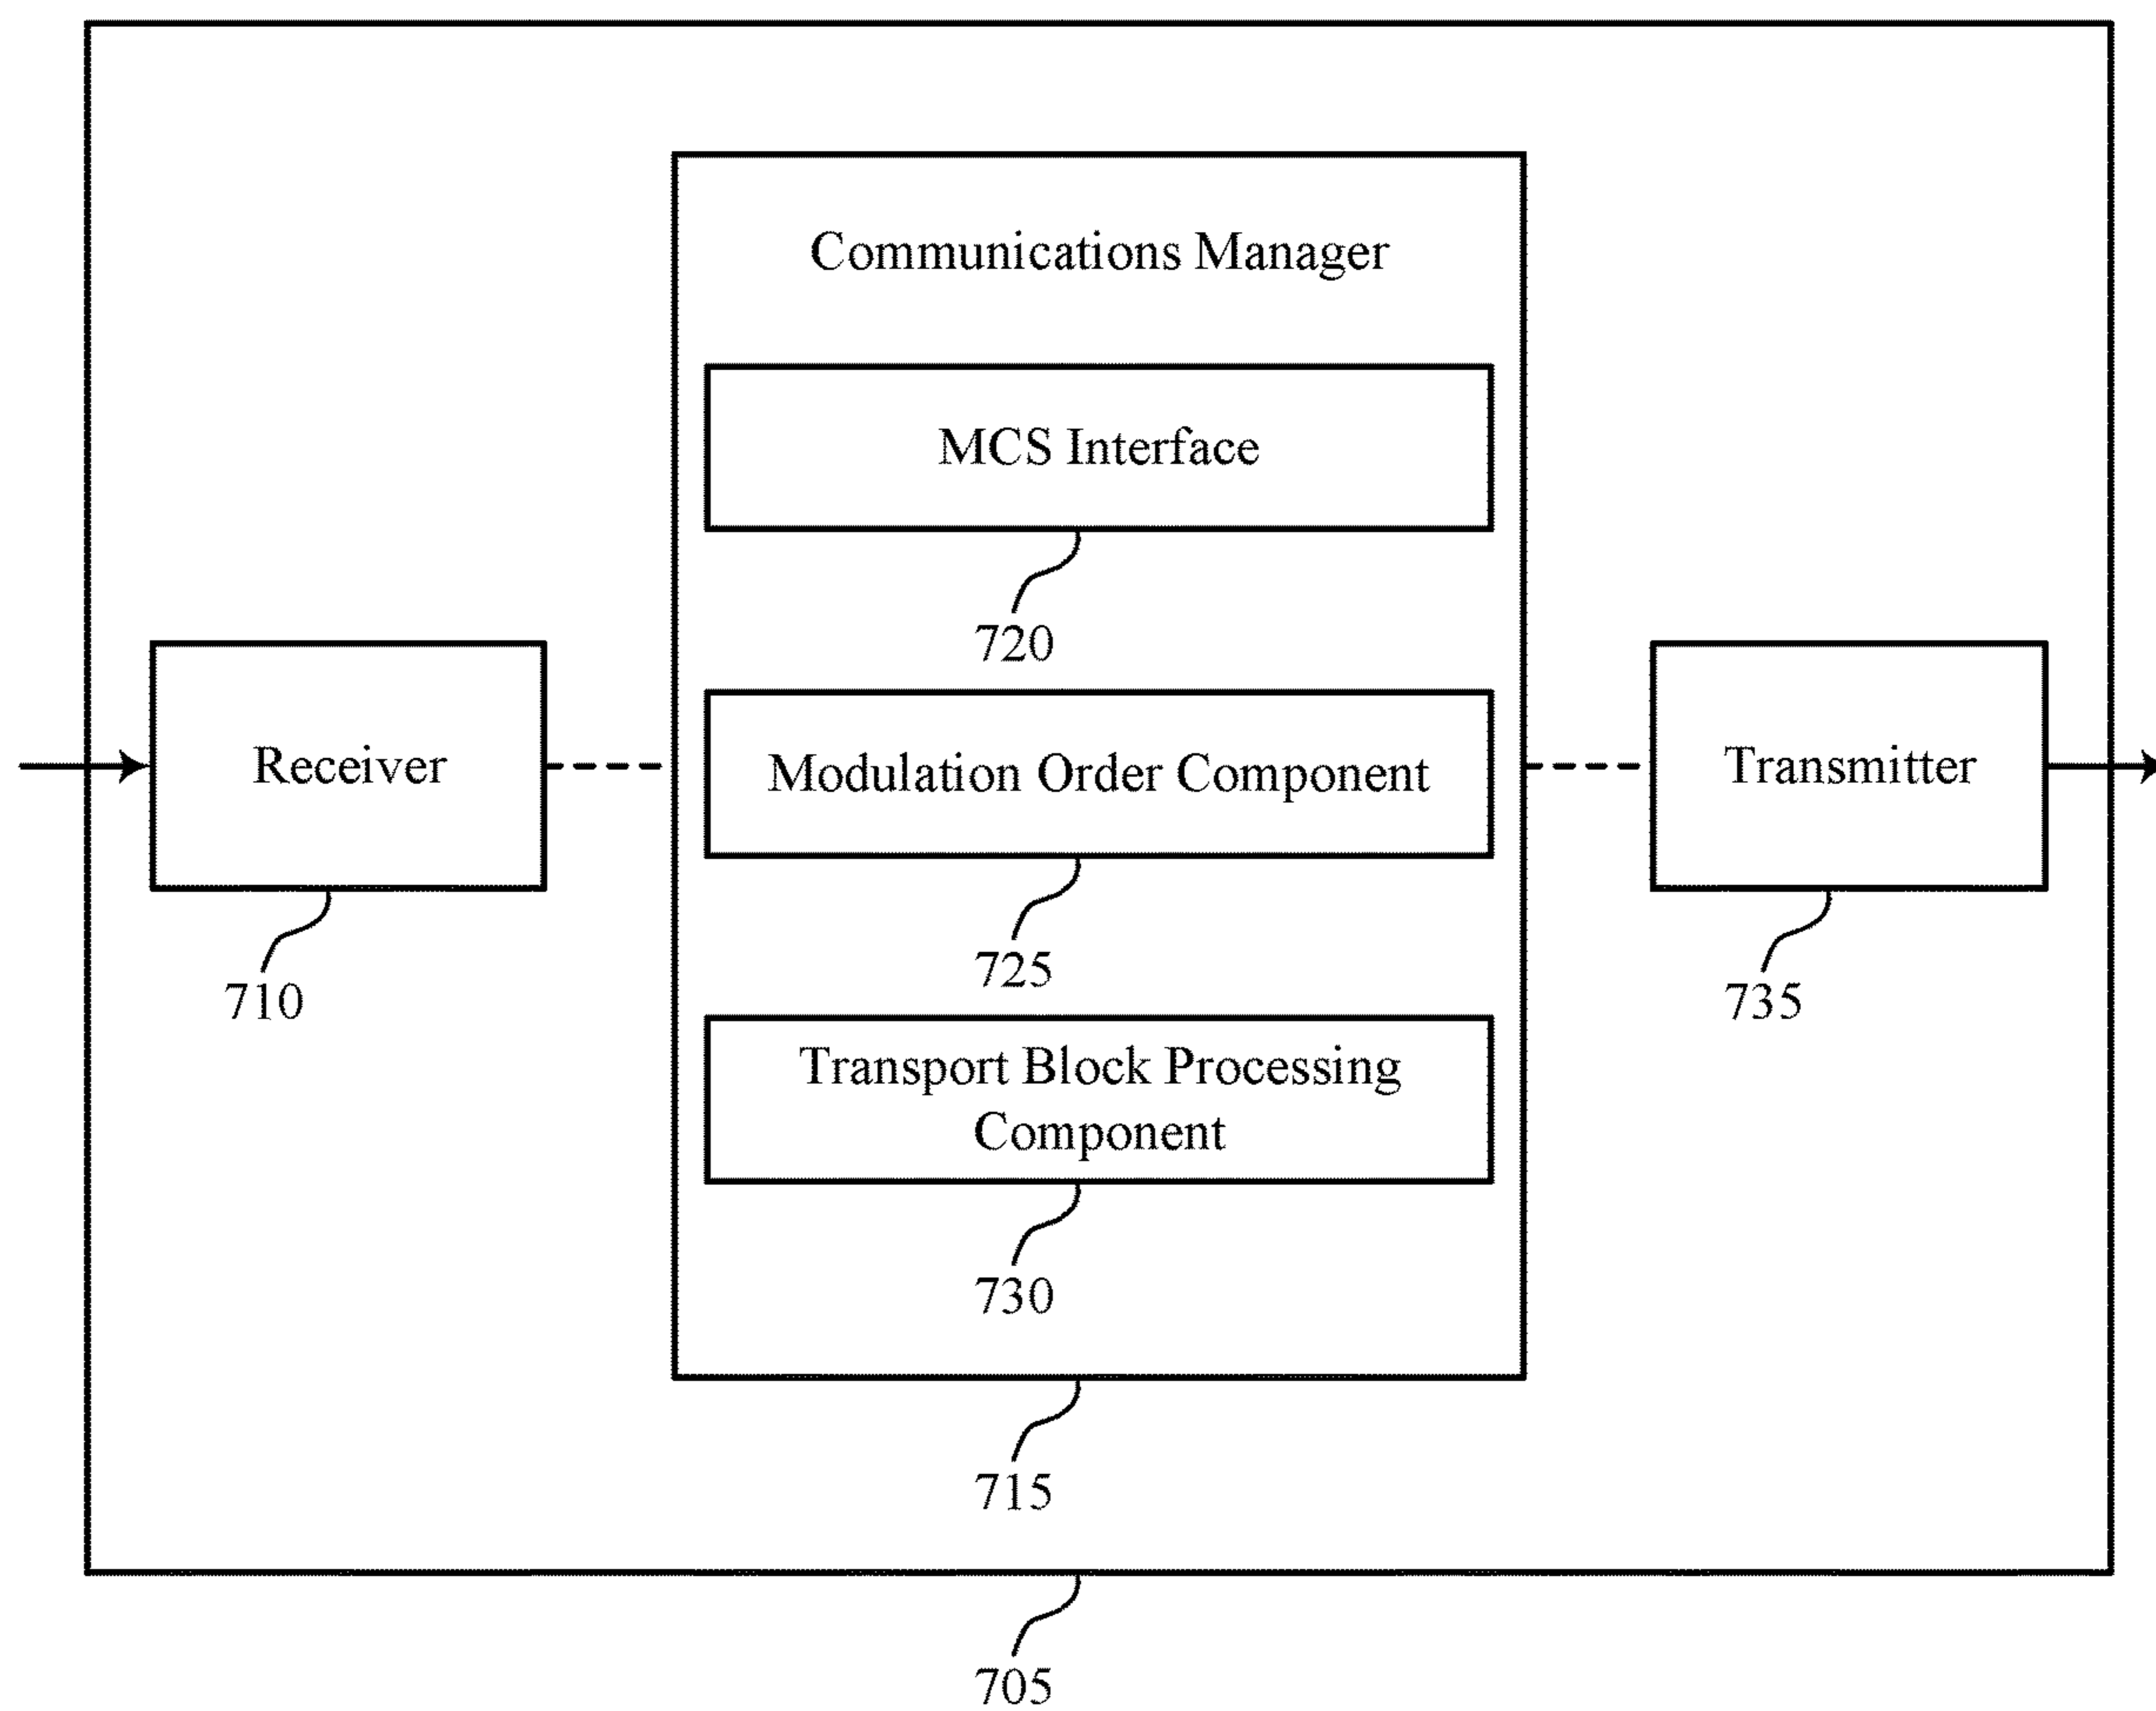 Communications Manager
MCS Interface
720
Receiver
710
Modulation Order Component
725
Transmitter
735
Transport Block Processing
Component
730
715
705